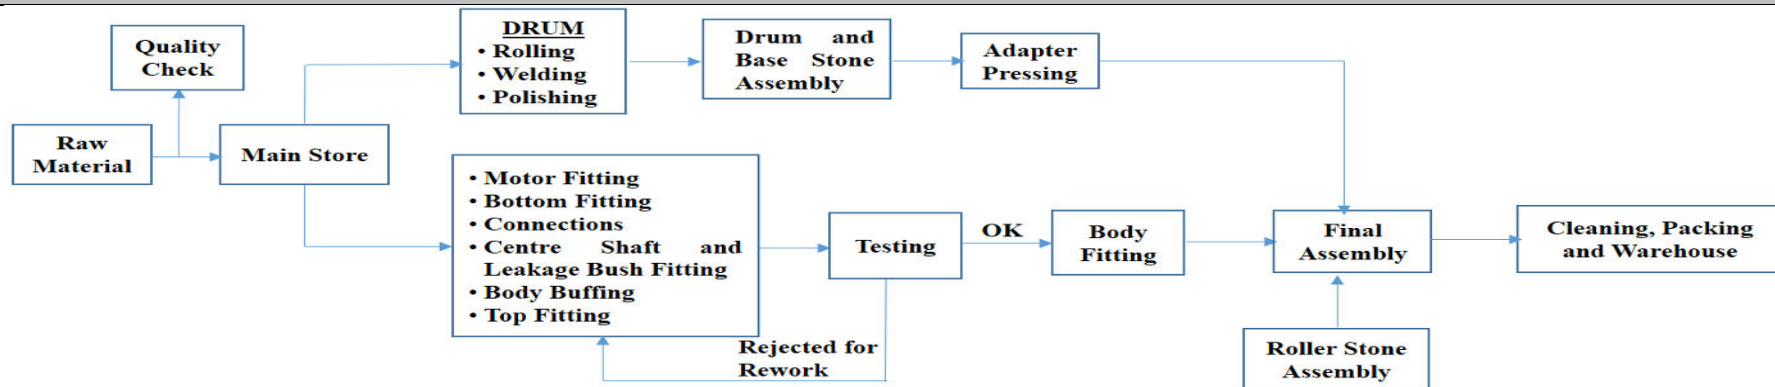 Quality
Check
Raw
Material
Main Store
DRUM
• Rolling
• Welding
• Polishing
Drum and
Base Stone
Assembly
Adapter
Pressing
• Motor Fitting
• Bottom Fitting
• Connections
• Centre Shaft and
Leakage Bush Fitting
• Body Buffing
• Top Fitting
Testing
OK
Rejected for
Rework
Body
Fitting
Final
Assembly
Roller Stone
Assembly
Cleaning, Packing
and Warehouse